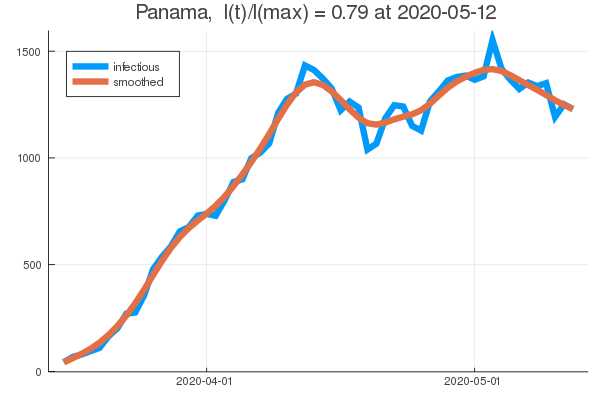 Panama, I(t)/I(max) = 0.79 at 2020-05-12
infectious
smoothed
1500
1000
500
0
2020-04-01
2020-05-01